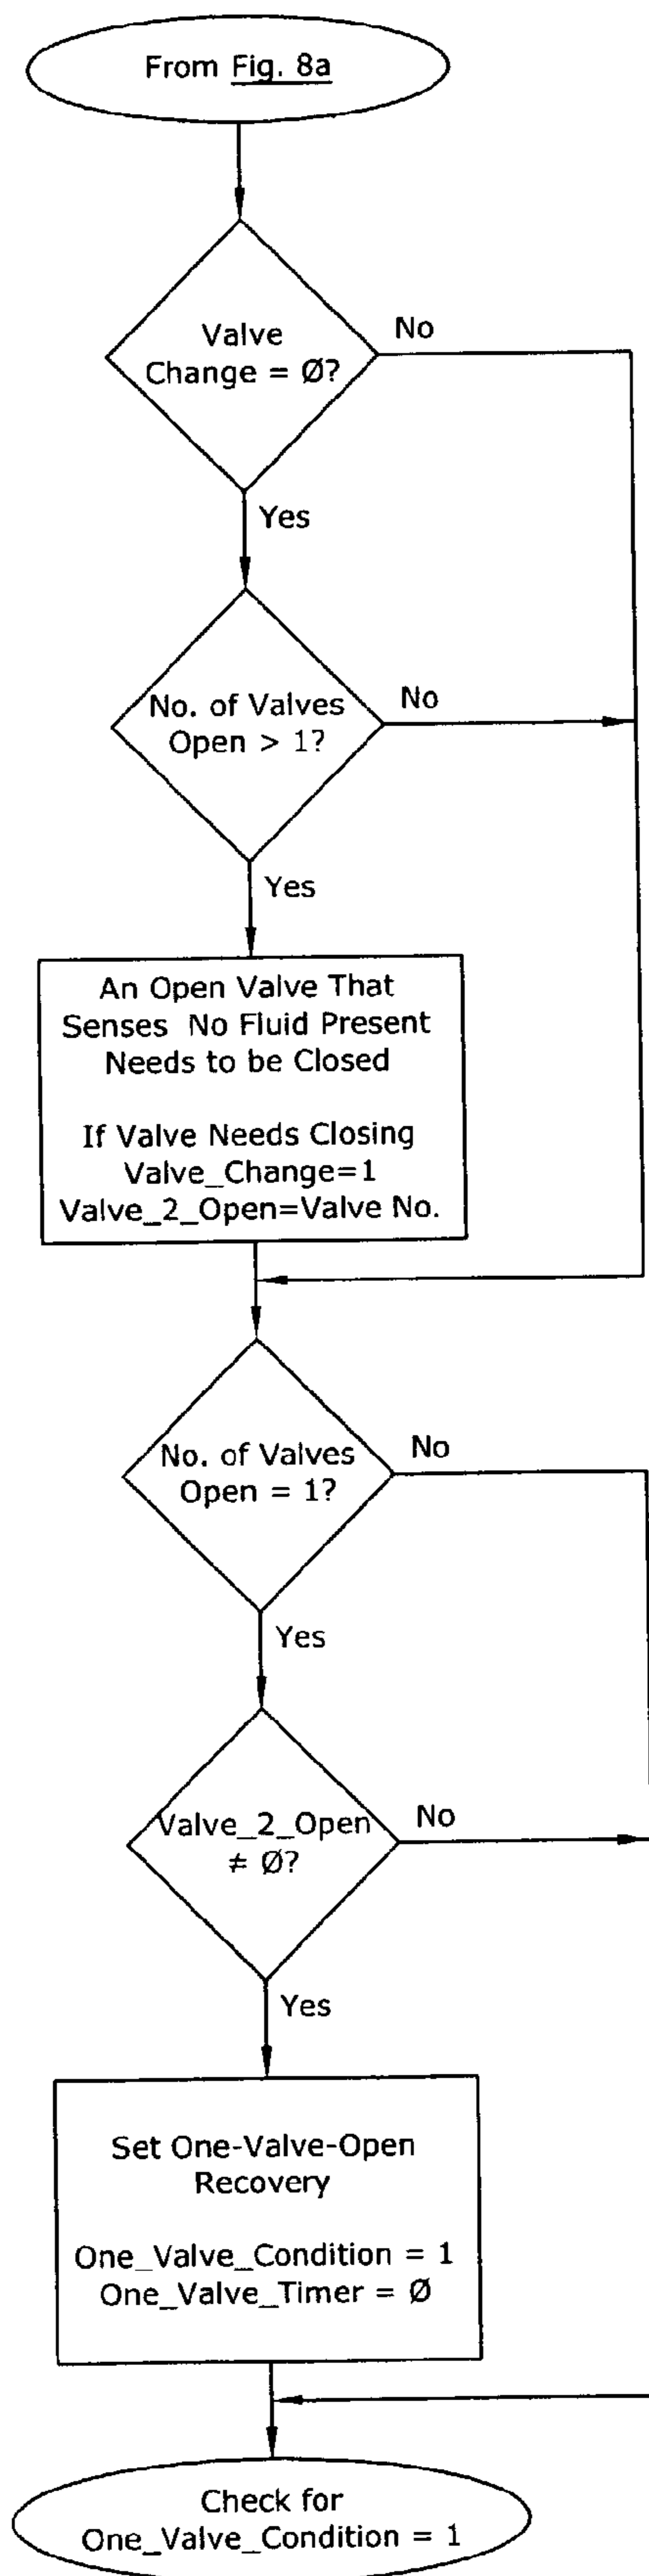 From Fig. 8a
Valve
Change = Ø?
No
Yes
No. of Valves
Open > 1?
No
Yes
An Open Valve That
Senses No Fluid Present
Needs to be Closed
If Valve Needs Closing
Valve_Change=1
Valve_2_Open=Valve No.
No. of Valves
Open = 1?
No
Yes
Valve_2_Open
≠ Ø?
No
Yes
Set One-Valve-Open
Recovery
One_Valve_Condition = 1
One_Valve_Timer = Ø
Check for
One_Valve_Condition = 1